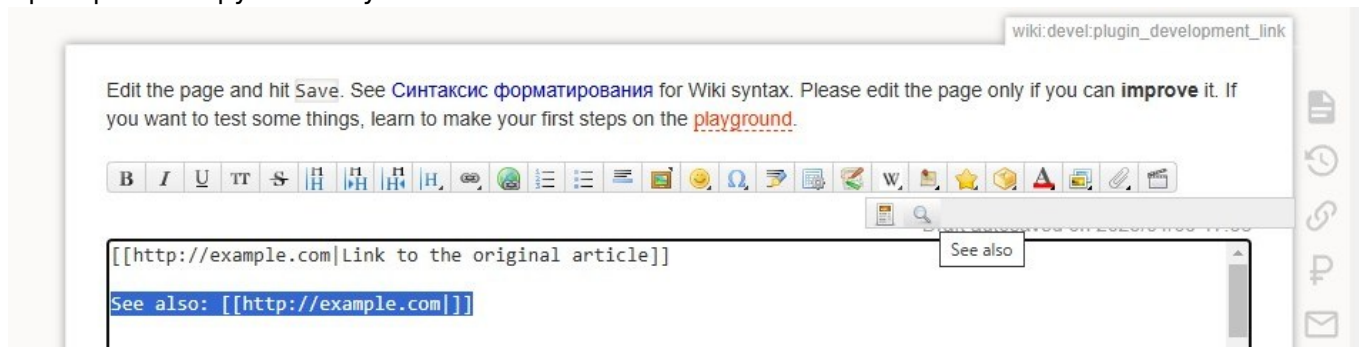 wiki:devel:plugin_development_link
Edit the page and hit Save. See Синтаксис форматирования for Wiki syntax. Please edit the page only if you can improve it. If
you want to test some things, learn to make your first steps on the playground.
B I U TT S H H H H W A
See also
[[http://example.com|Link to the original article]]
See also: [[http://example.com|]]